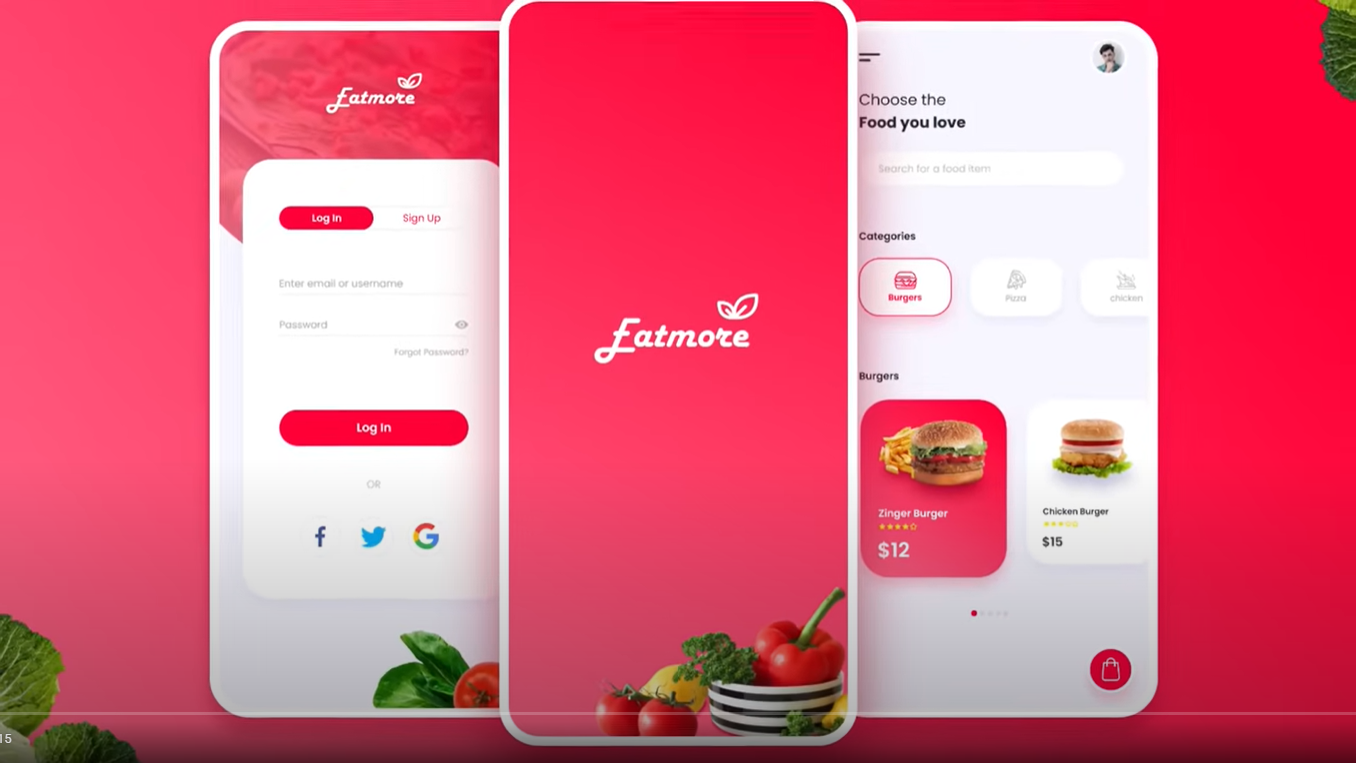 Eatmore
Log In
Sign Up
Enter email or username
Password
Forgot Password?
Log In
OR
Eatmore
Choose the
Food you love
Search for a food item
Categories
Burgers
Pizza
chicken
Burgers
Zinger Burger
$12
Chicken Burger
$15
15